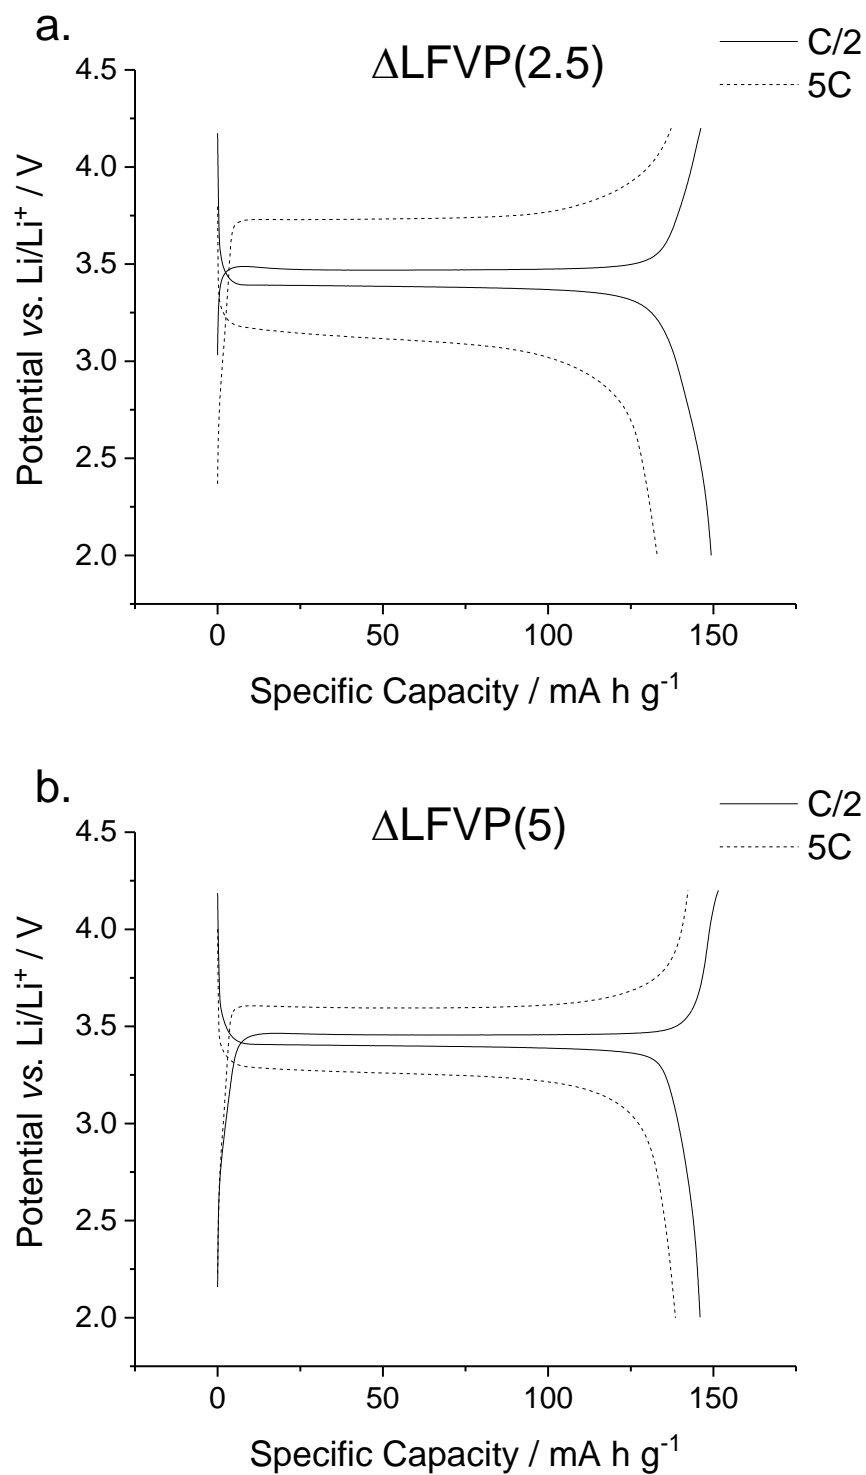 a.
ΔLFVP(2.5)
C/2
5C
4.5
4.0
3.5
3.0
2.5
2.0
Potential vs. Li/Li⁺ / V
0 50 100 150
Specific Capacity / mA h g⁻¹
b.
ΔLFVP(5)
C/2
5C
4.5
4.0
3.5
3.0
2.5
2.0
Potential vs. Li/Li⁺ / V
0 50 100 150
Specific Capacity / mA h g⁻¹